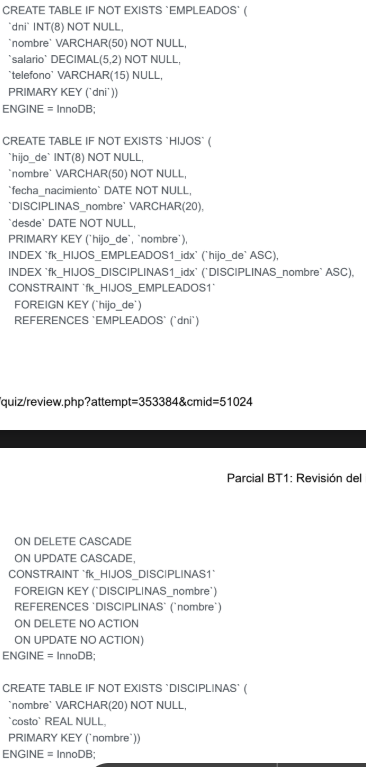 CREATE TABLE IF NOT EXISTS `EMPLEADOS` (
`dni` INT(8) NOT NULL,
`nombre` VARCHAR(50) NOT NULL,
`salario` DECIMAL(5,2) NOT NULL,
`telefono` VARCHAR(15) NULL,
PRIMARY KEY (`dni`))
ENGINE = InnoDB;
CREATE TABLE IF NOT EXISTS `HIJOS` (
`hijo_de` INT(8) NOT NULL,
`nombre` VARCHAR(50) NOT NULL,
`fecha_nacimiento` DATE NOT NULL,
`DISCIPLINAS_nombre` VARCHAR(20),
`desde` DATE NOT NULL,
PRIMARY KEY (`hijo_de`, `nombre`),
INDEX `fk_HIJOS_EMPLEADOS1_idx` (`hijo_de` ASC),
INDEX `fk_HIJOS_DISCIPLINAS1_idx` (`DISCIPLINAS_nombre` ASC),
CONSTRAINT `fk_HIJOS_EMPLEADOS1`
FOREIGN KEY (`hijo_de`)
REFERENCES `EMPLEADOS` (`dni`)
/quiz/review.php?attempt=353384&cmid=51024
Parcial BT1: Revisión del
ON DELETE CASCADE
ON UPDATE CASCADE,
CONSTRAINT `fk_HIJOS_DISCIPLINAS1`
FOREIGN KEY (`DISCIPLINAS_nombre`)
REFERENCES `DISCIPLINAS` (`nombre`)
ON DELETE NO ACTION
ON UPDATE NO ACTION)
ENGINE = InnoDB;
CREATE TABLE IF NOT EXISTS `DISCIPLINAS` (
`nombre` VARCHAR(20) NOT NULL,
`costo` REAL NULL,
PRIMARY KEY (`nombre`))
ENGINE = InnoDB;